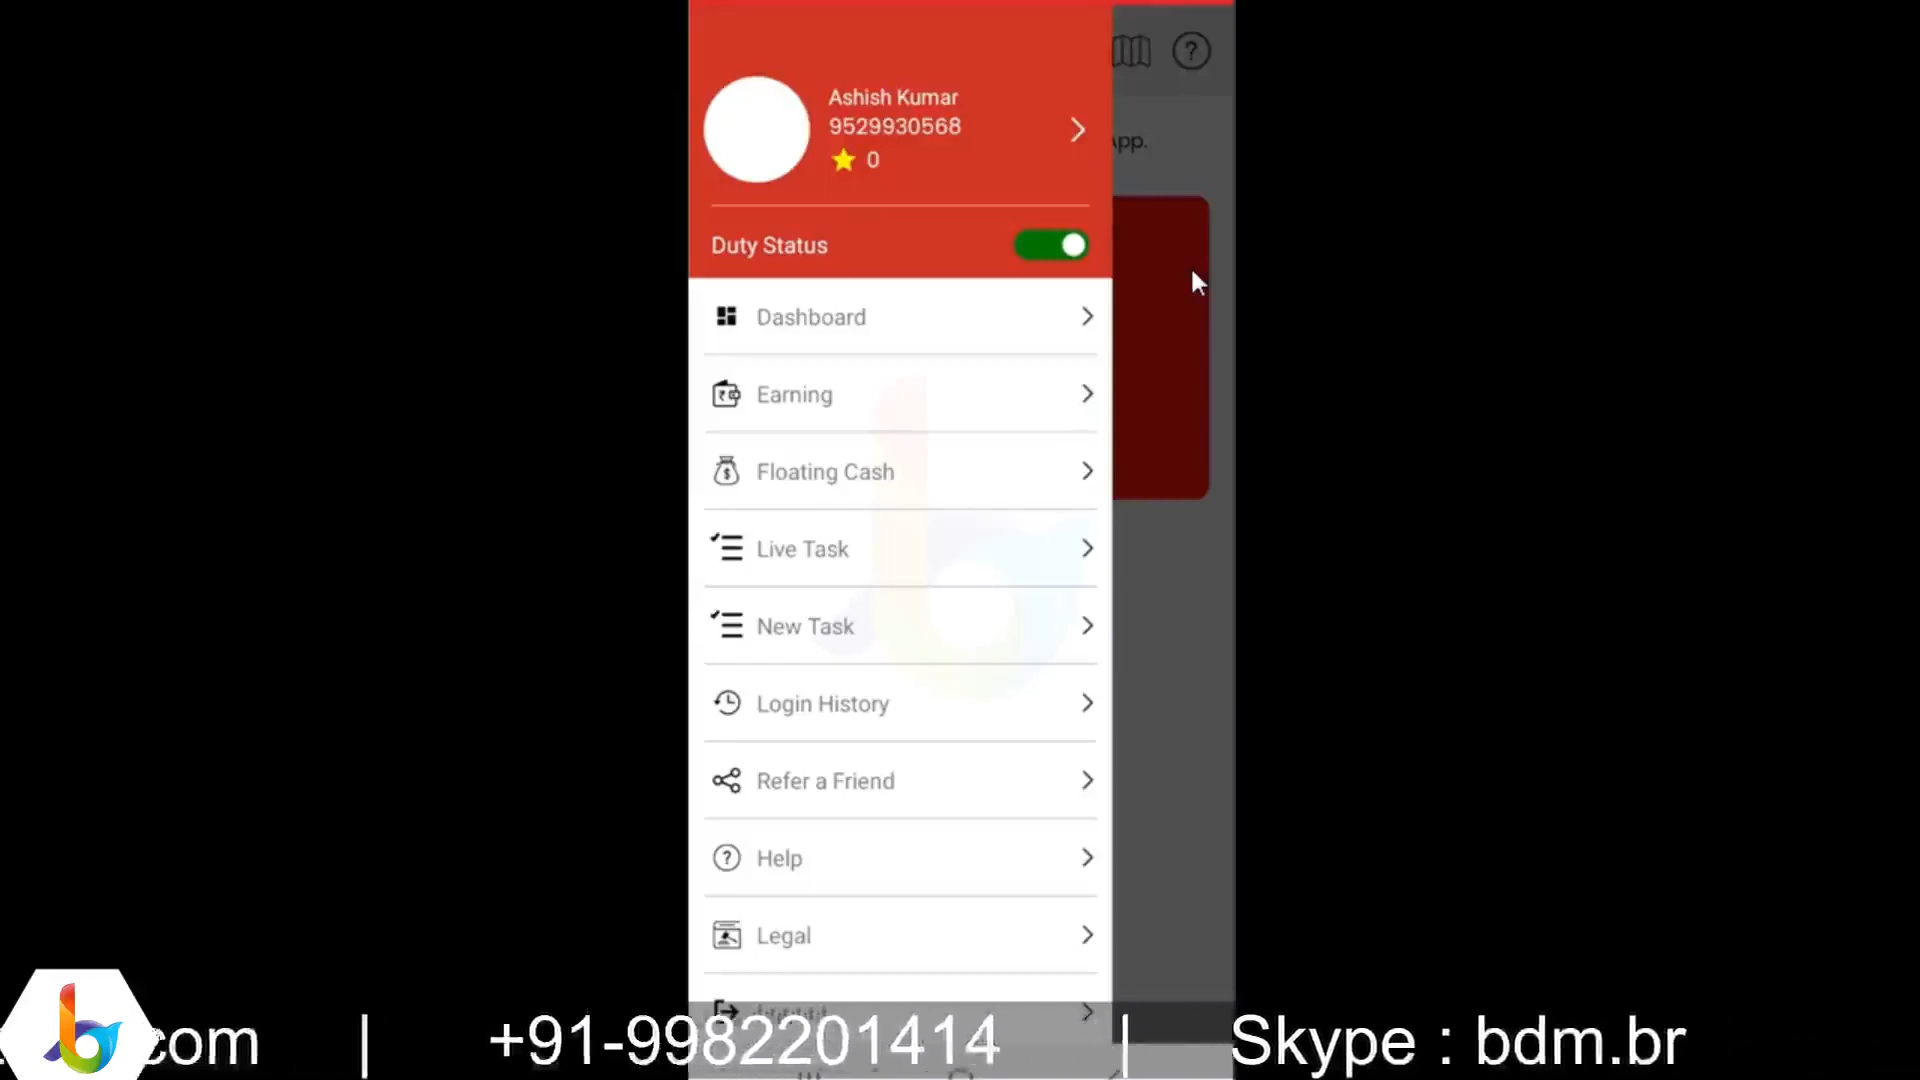 Ashish Kumar
9529930568
0
App.
Duty Status
Dashboard
Earning
Floating Cash
Live Task
New Task
Login History
Refer a Friend
Help
Legal
com | +91-9982201414 | Skype : bdm.br